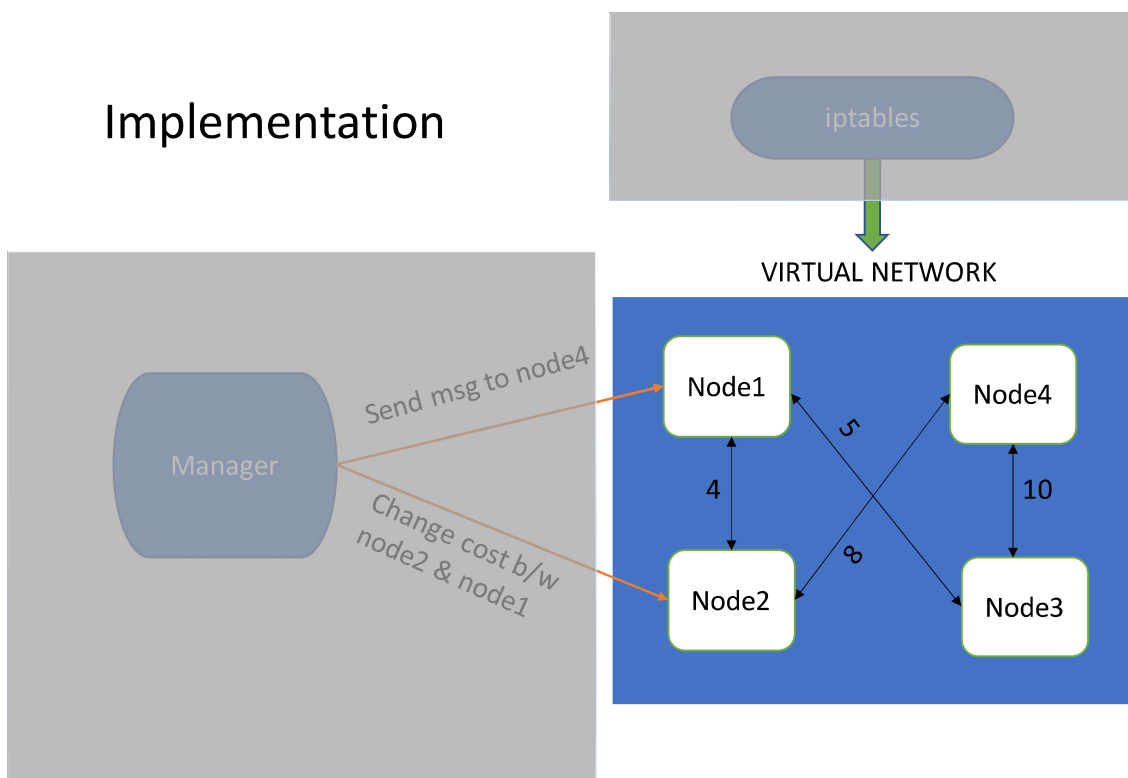 Implementation
iptables
VIRTUAL NETWORK
Send msg to node4
Manager
Change cost b/w
node2 & node1
Node1
Node4
5
4
10
8
Node2
Node3